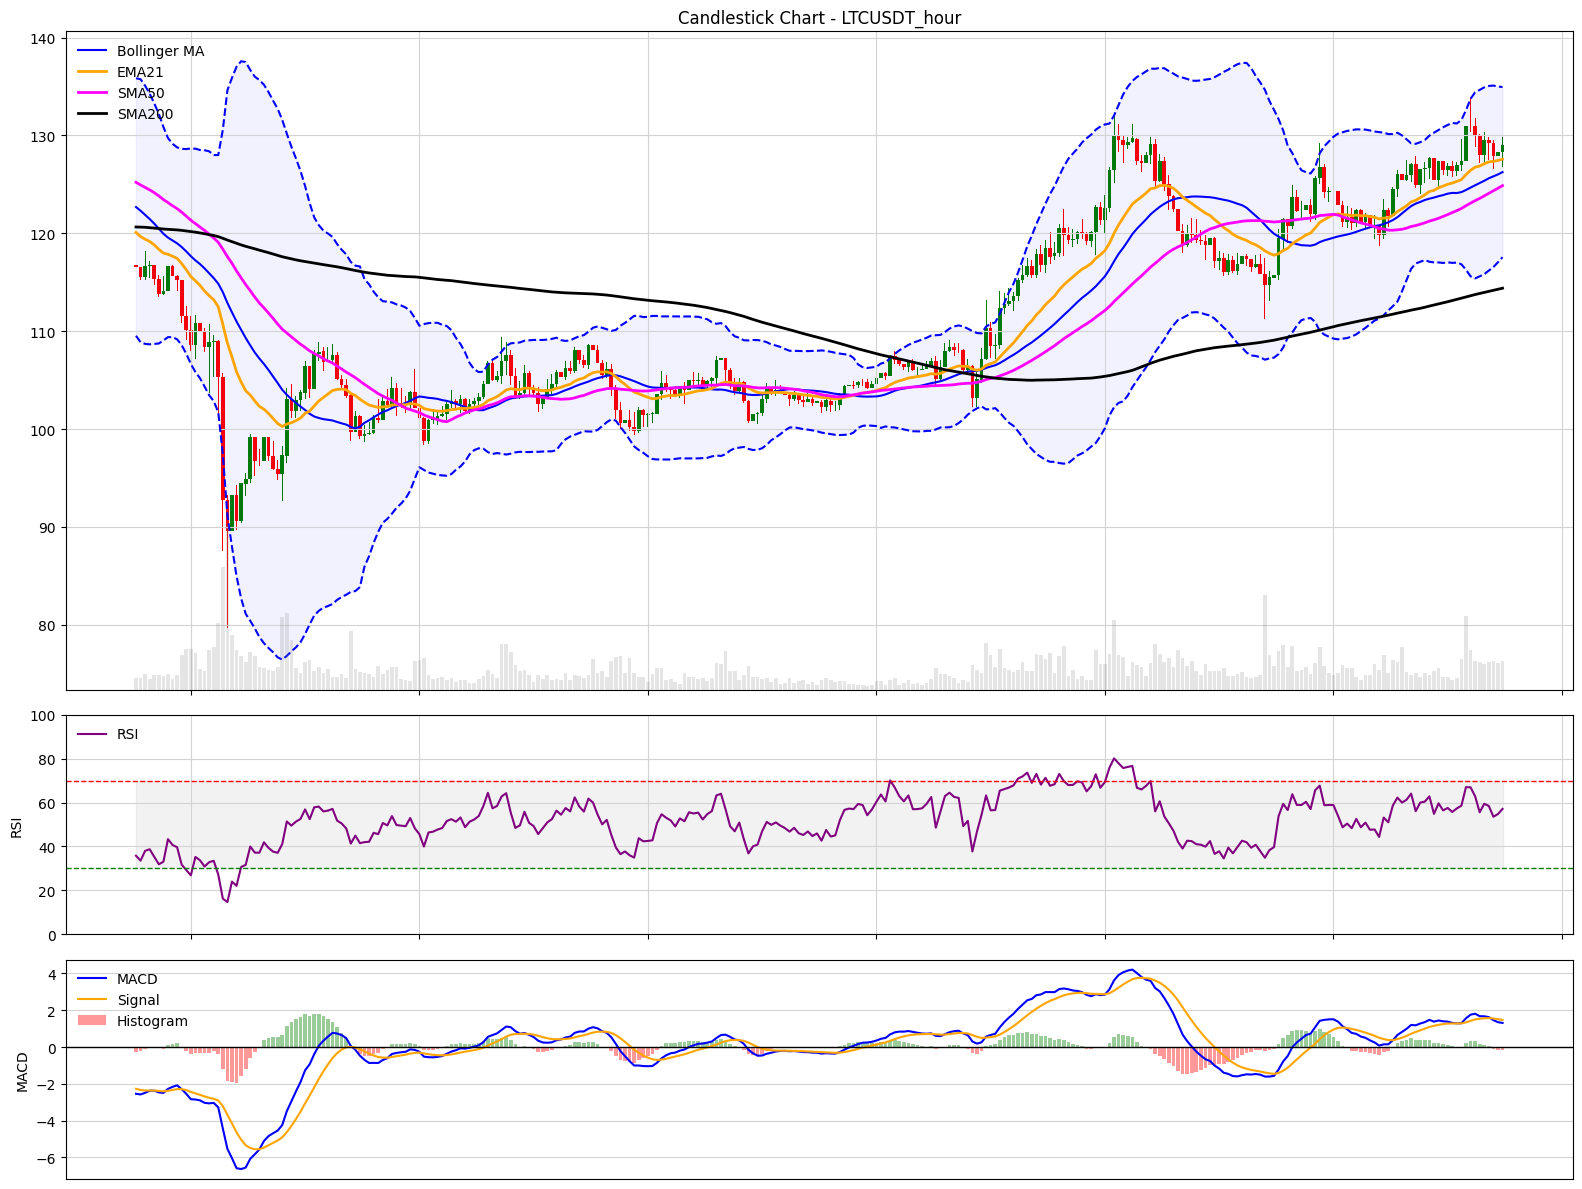 Candlestick Chart - LTCUSDT_hour
140
130
120
110
100
90
80
Bollinger MA
EMA21
SMA50
SMA200
100
80
60
40
20
0
RSI
RSI
4
2
0
−2
−4
−6
MACD
MACD
Signal
Histogram